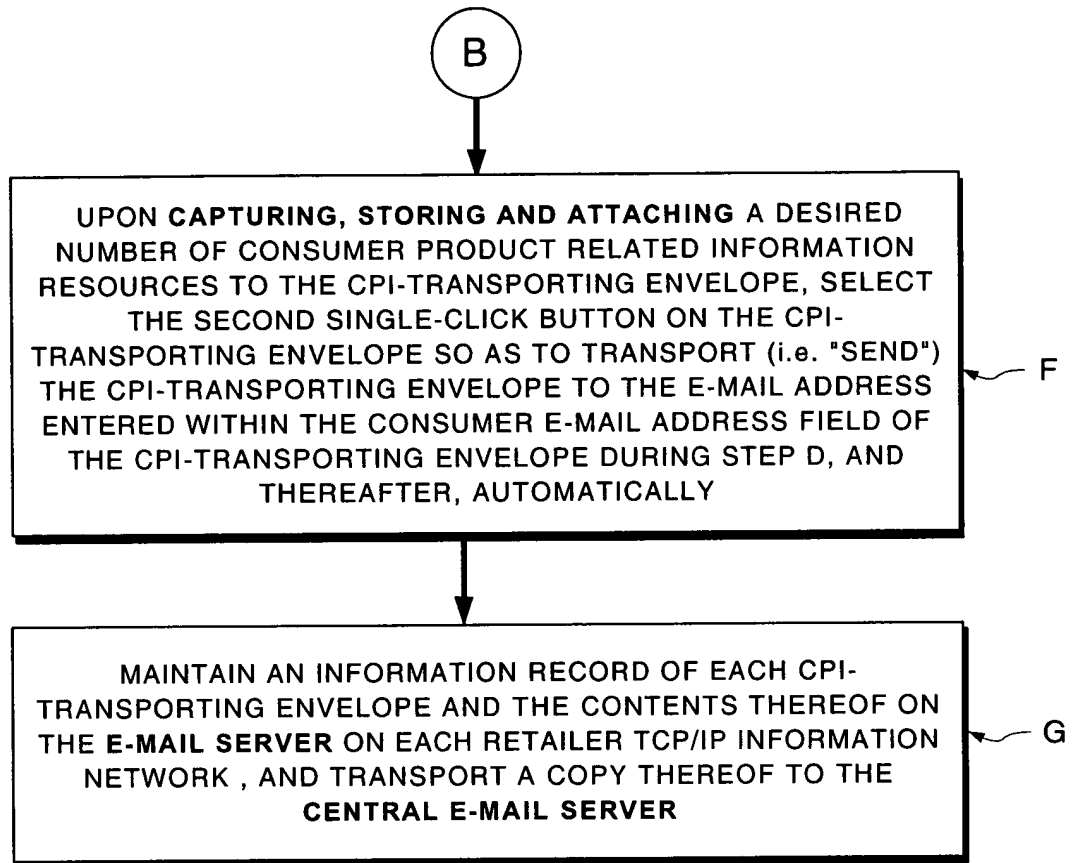 B
UPON CAPTURING, STORING AND ATTACHING A DESIRED
NUMBER OF CONSUMER PRODUCT RELATED INFORMATION
RESOURCES TO THE CPI-TRANSPORTING ENVELOPE, SELECT
THE SECOND SINGLE-CLICK BUTTON ON THE CPI-
TRANSPORTING ENVELOPE SO AS TO TRANSPORT (i.e. "SEND")
THE CPI-TRANSPORTING ENVELOPE TO THE E-MAIL ADDRESS
ENTERED WITHIN THE CONSUMER E-MAIL ADDRESS FIELD OF
THE CPI-TRANSPORTING ENVELOPE DURING STEP D, AND
THEREAFTER, AUTOMATICALLY
F
MAINTAIN AN INFORMATION RECORD OF EACH CPI-
TRANSPORTING ENVELOPE AND THE CONTENTS THEREOF ON
THE E-MAIL SERVER ON EACH RETAILER TCP/IP INFORMATION
NETWORK , AND TRANSPORT A COPY THEREOF TO THE
CENTRAL E-MAIL SERVER
G